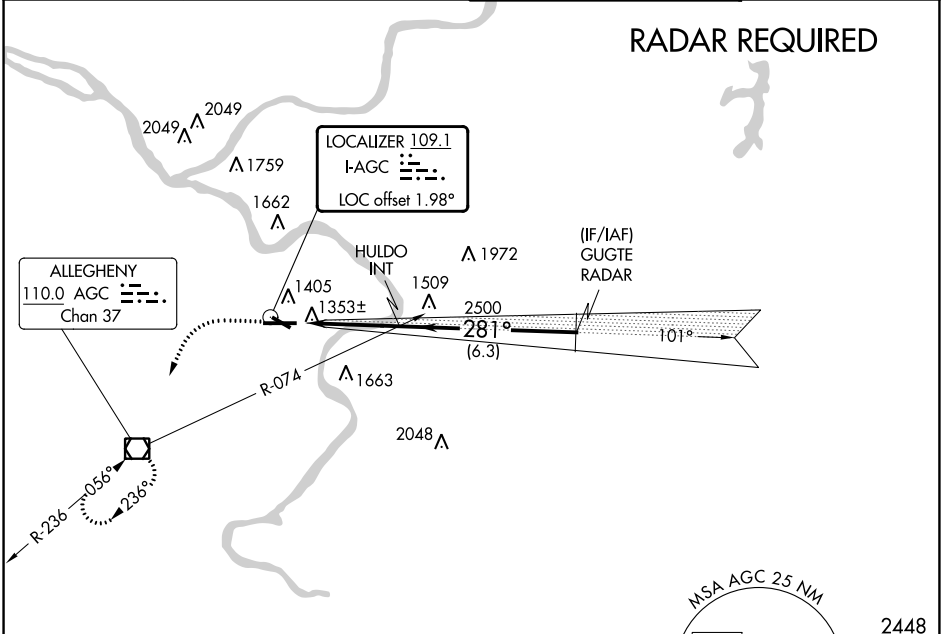 RADAR REQUIRED
2049
2049
1759
1662
LOCALIZER 109.1
I-AGC
LOC offset 1.98°
HULDO
INT
1972
(IF/IAF)
GUGTE
RADAR
ALLEGHENY
110.0 AGC
Chan 37
1405
1353±
1509
2500
281°
(6.3)
101°
R-074
1663
2048
R-236
056°
236°
MSA AGC 25 NM
2448